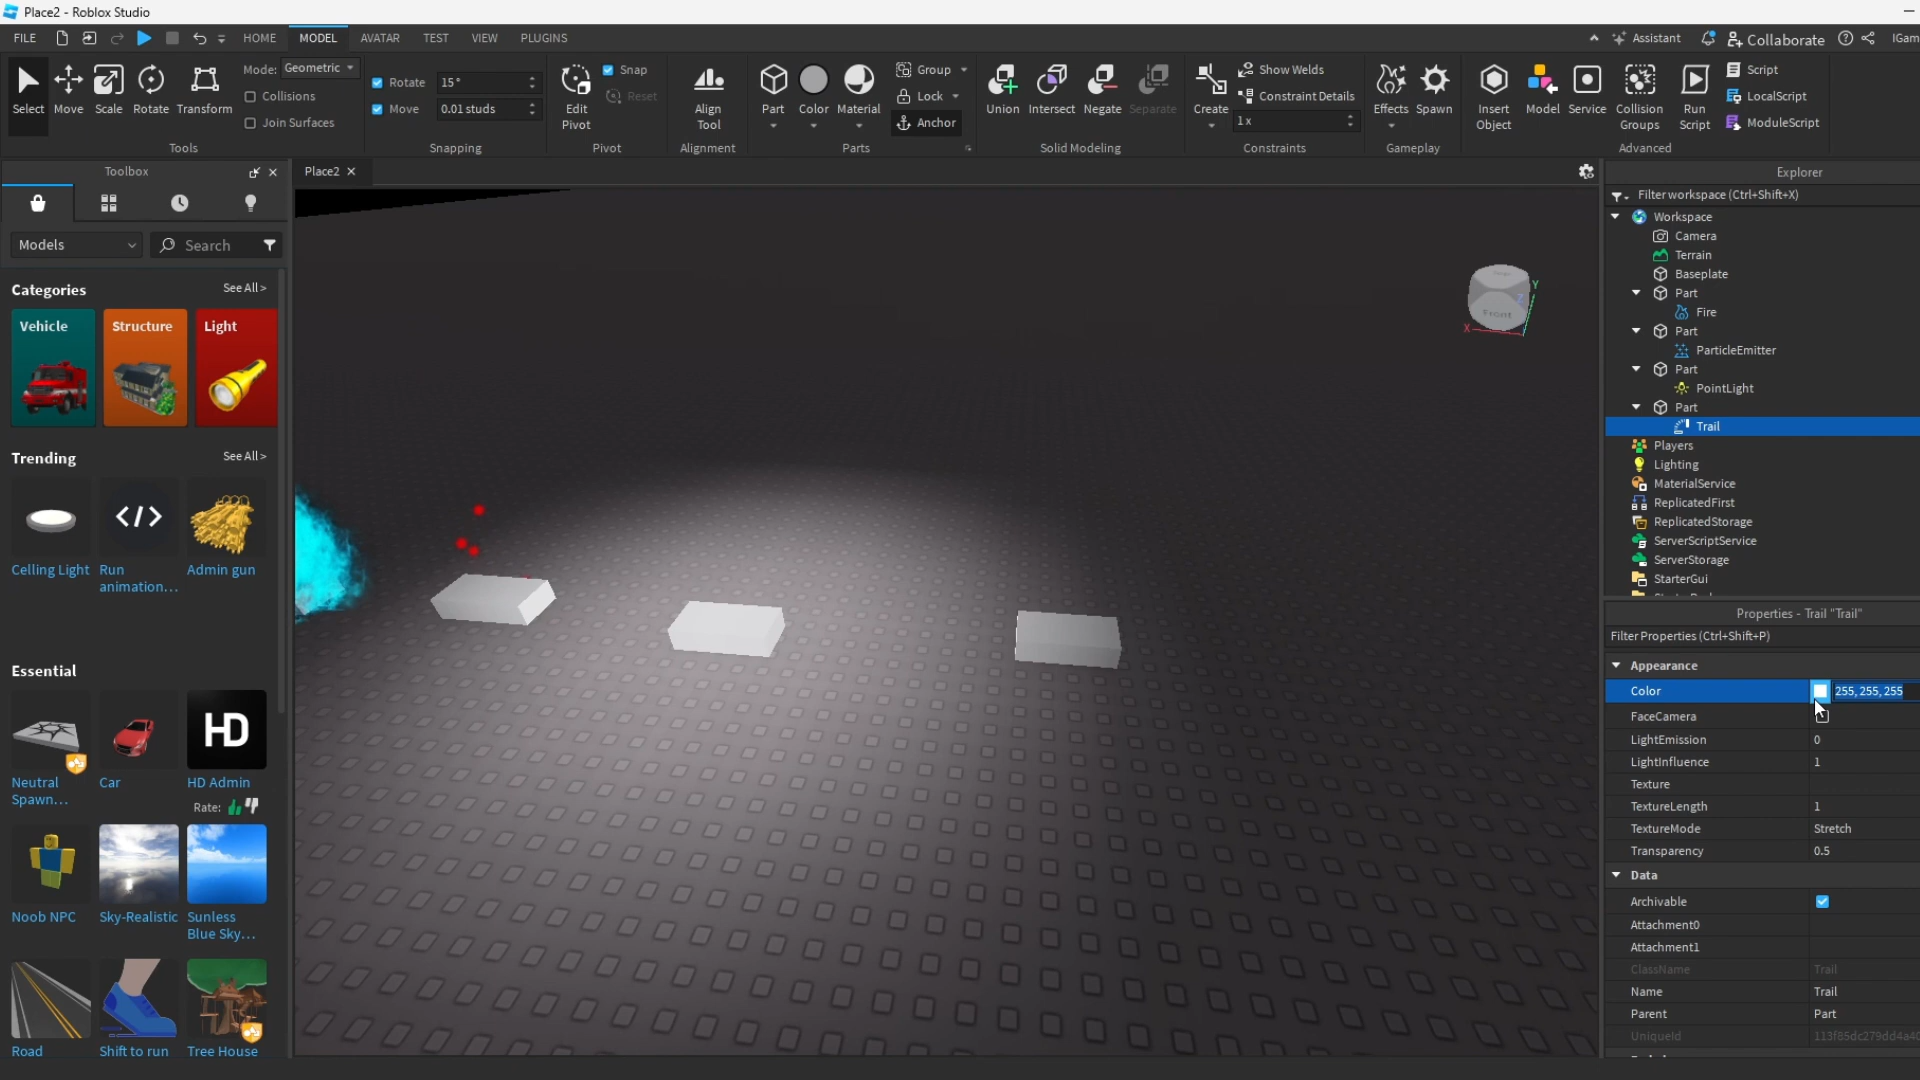 Place2 - Roblox Studio
FILE HOME MODEL AVATAR TEST VIEW PLUGINS Assistant Collaborate IGam
Select Move Scale Rotate Transform
Mode: Geometric
Collisions
Join Surfaces
Tools
Rotate 15°
Move 0.01 studs
Snapping
Edit
Pivot
Snap
Reset
Pivot
Align
Tool
Alignment
Part Color Material
Group
Lock
Anchor
Parts
Union Intersect Negate Separate
Solid Modeling
Create
Show Welds
Constraint Details
1 x
Constraints
Effects Spawn
Gameplay
Insert
Object
Model Service
Collision
Groups
Run
Script
Script
LocalScript
ModuleScript
Advanced
Toolbox
Models
Search
Categories See All >
Vehicle Structure Light
Trending See All >
Celling Light
Run
animation...
Admin gun
Essential
Neutral
Spawn...
Car
HD
HD Admin
Rate:
Noob NPC
Sky-Realistic
Sunless
Blue Sky...
Road
Shift to run
Tree House
Place2
Front
X
Y
Z
Explorer
Filter workspace (Ctrl+Shift+X)
Workspace
Camera
Terrain
Baseplate
Part
Fire
Part
ParticleEmitter
Part
PointLight
Part
Trail
Players
Lighting
MaterialService
ReplicatedFirst
ReplicatedStorage
ServerScriptService
ServerStorage
StarterGui
Properties - Trail "Trail"
Filter Properties (Ctrl+Shift+P)
Appearance
Color 255, 255, 255
FaceCamera
LightEmission 0
LightInfluence 1
Texture
TextureLength 1
TextureMode Stretch
Transparency 0.5
Data
Archivable
Attachment0
Attachment1
ClassName Trail
Name Trail
Parent Part
UniqueId 113f85dc279dd4a40